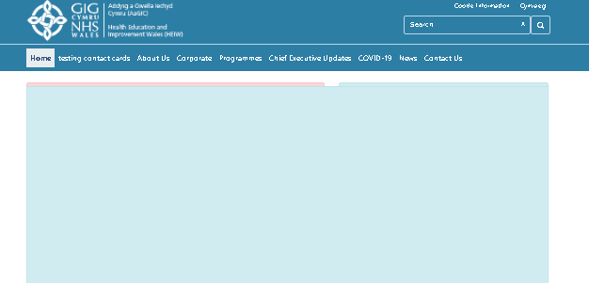 Cookie Information Cymraeg
GIG
CYMRU
NHS
WALES
Addysg a Gwella Iechyd
Cymru (AaGIC)
Health Education and
Improvement Wales (HEIW)
Search x
Home testing contact cards About Us Corporate Programmes Chief Executive Updates COVID-19 News Contact Us